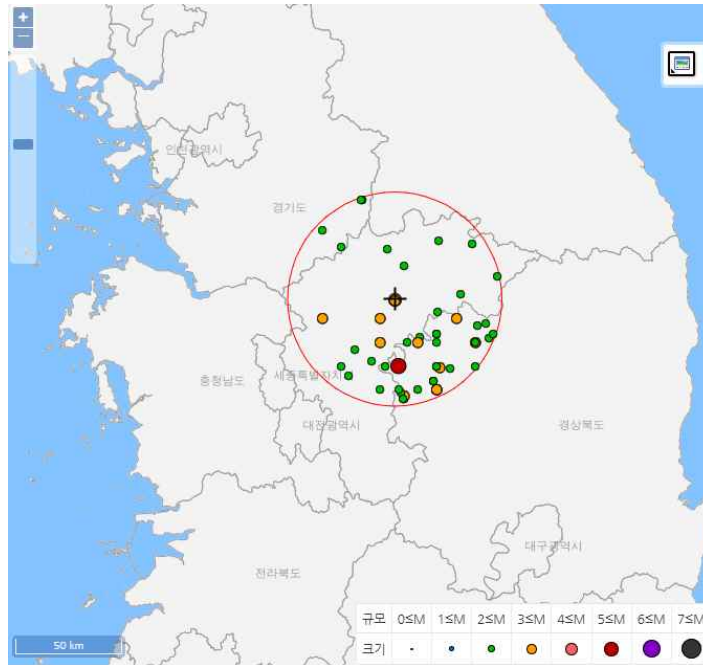 +
−
인천광역시
경기도
충청남도
세종특별자치
대전광역시
경상북도
대구광역시
전라북도
50 km
규모 0≤M 1≤M 2≤M 3≤M 4≤M 5≤M 6≤M 7≤M
크기